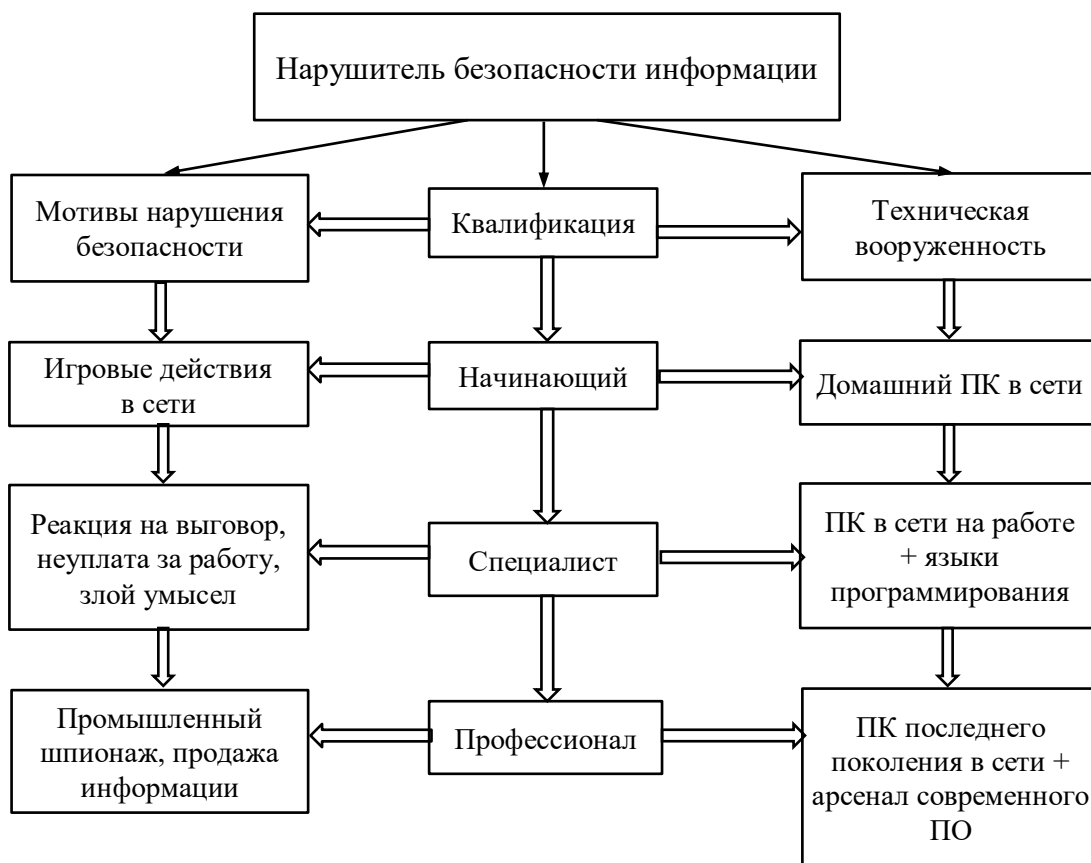 Нарушитель безопасности информации
Мотивы нарушения
безопасности
Квалификация
Техническая
вооруженность
Игровые действия
в сети
Начинающий
Домашний ПК в сети
Реакция на выговор,
неуплата за работу,
злой умысел
Специалист
ПК в сети на работе
+ языки
программирования
Промышленный
шпионаж, продажа
информации
Профессионал
ПК последнего
поколения в сети +
арсенал современного
ПО